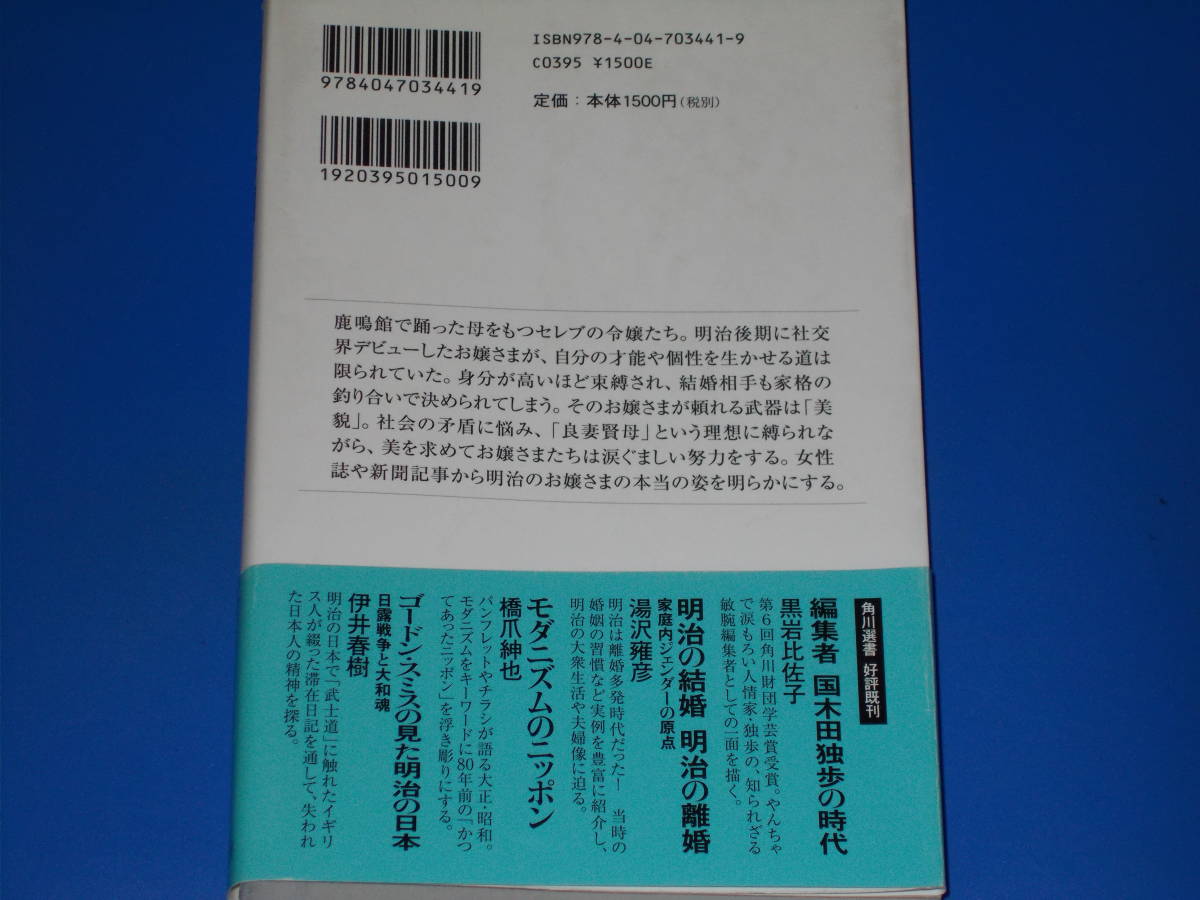 ISBN978-4-04-703441-9
C0395 ¥1500E
定価：本体1500円（税別）
9784047034419
1920395015009
鹿鳴館で踊った母をもつセレブの令嬢たち。明治後期に社交
界デビューしたお嬢さまが、自分の才能や個性を生かせる道は
限られていた。身分が高いほど束縛され、結婚相手も家格の
釣り合いで決められてしまう。そのお嬢さまが頼れる武器は「美
貌」。社会の矛盾に悩み、「良妻賢母」という理想に縛られな
がら、美を求めてお嬢さまたちは涙ぐましい努力をする。女性
誌や新聞記事から明治のお嬢さまの本当の姿を明らかにする。
角川選書 好評既刊
編集者 国木田独歩の時代
黒岩比佐子
第6回角川財団学芸賞受賞。やんちゃ
で涙もろい人情家・独歩の、知られざる
敏腕編集者としての一面を描く。
明治の結婚 明治の離婚
家庭内ジェンダーの原点
湯沢雍彦
明治は離婚多発時代だった― 当時の
婚姻の習慣など実例を豊富に紹介し、
明治の大衆生活や夫婦像に迫る。
モダニズムのニッポン
橋爪紳也
パンフレットやチラシが語る大正・昭和。
モダニズムをキーワードに80年前の「かつ
てあったニッポン」を浮き彫りにする。
ゴードン・スミスの見た明治の日本
日露戦争と大和魂
伊井春樹
明治の日本で「武士道」に触れたイギリ
ス人が綴った滞在日記を通して、失われ
た日本人の精神を探る。